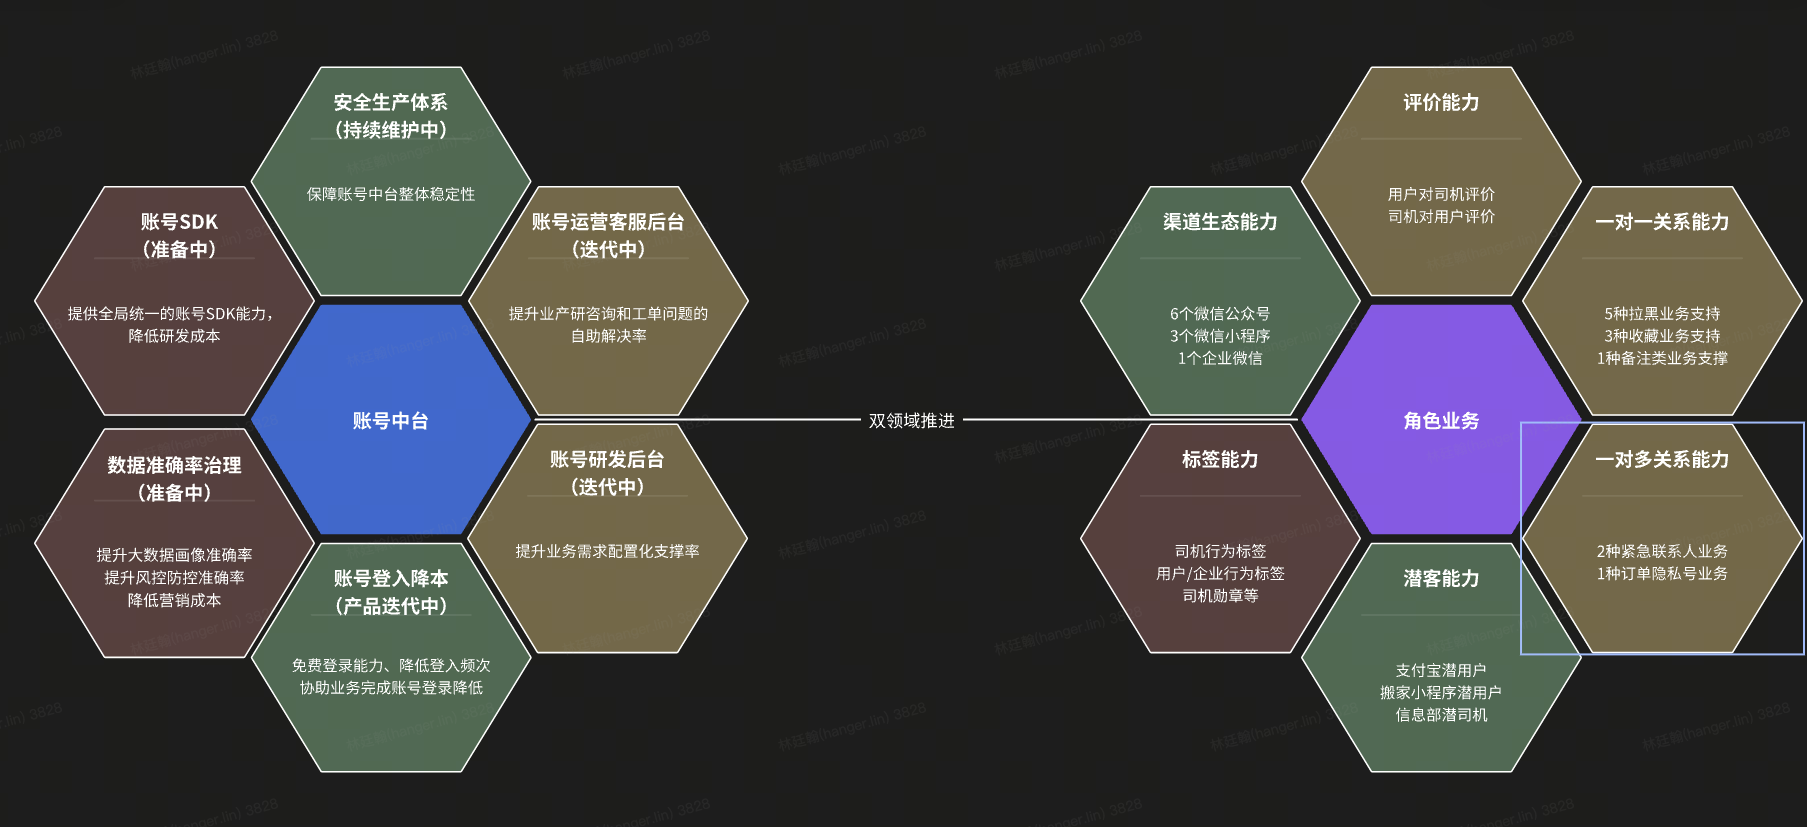 安全生产体系
（持续维护中）
保障账号中台整体稳定性
账号SDK
（准备中）
提供全局统一的账号SDK能力，
降低研发成本
账号运营客服后台
（迭代中）
提升业产研咨询和工单问题的
自助解决率
账号中台
数据准确率治理
（准备中）
提升大数据画像准确率
提升风控防控准确率
降低营销成本
账号研发后台
（迭代中）
提升业务需求配置化支撑率
账号登入降本
（产品迭代中）
免费登录能力、降低登入频次
协助业务完成账号登录降低
双领域推进
评价能力
用户对司机评价
司机对用户评价
渠道生态能力
6个微信公众号
3个微信小程序
1个企业微信
一对一关系能力
5种拉黑业务支持
3种收藏业务支持
1种备注类业务支撑
角色业务
标签能力
司机行为标签
用户/企业行为标签
司机勋章等
一对多关系能力
2种紧急联系人业务
1种订单隐私号业务
潜客能力
支付宝潜用户
搬家小程序潜用户
信息部潜司机
林廷翰(hanger.lin) 3828